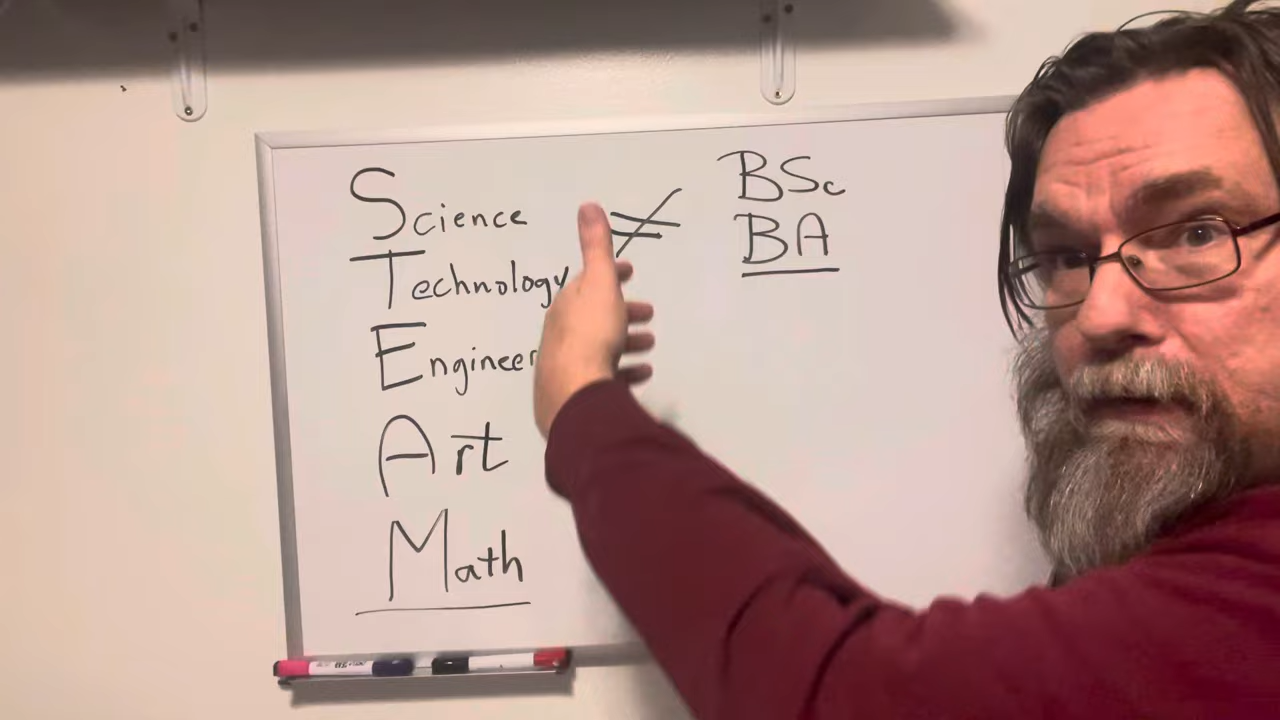 Science ≠ BSc
BA
Technology
Engineer
Art
Math